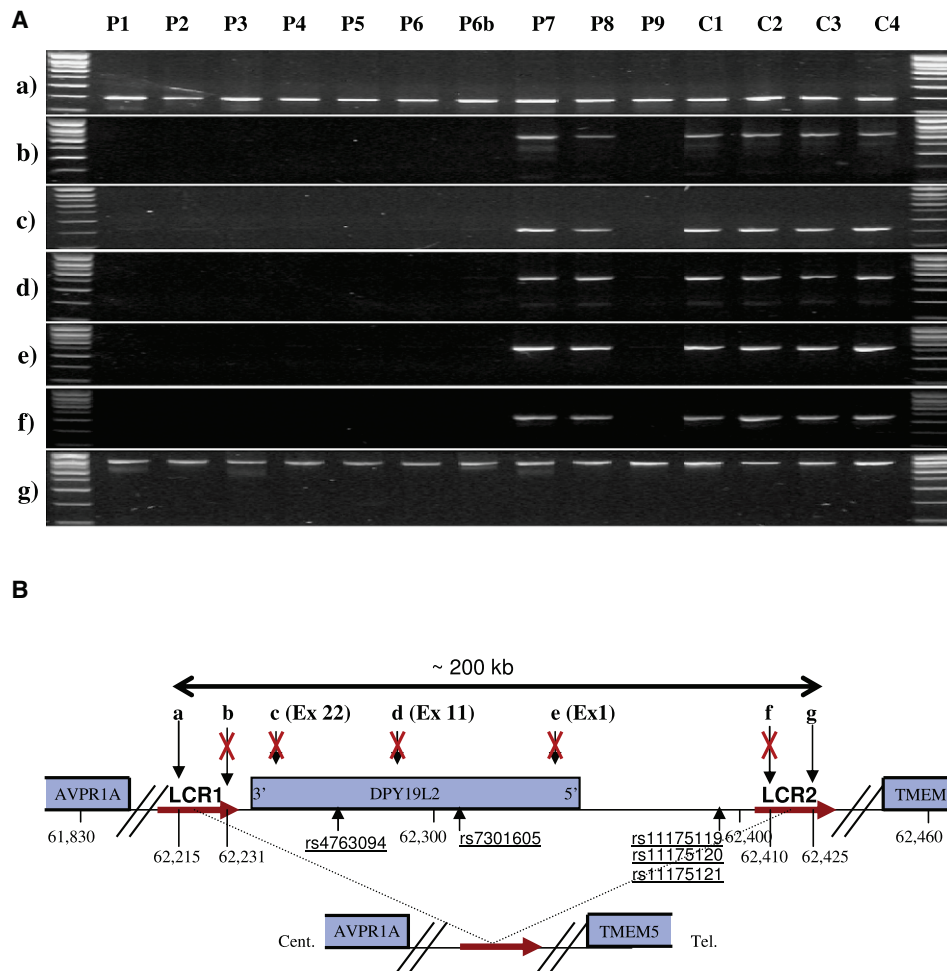 A P1 P2 P3 P4 P5 P6 P6b P7 P8 P9 C1 C2 C3 C4
a)
b)
c)
d)
e)
f)
g)
B
~ 200 kb
a b c (Ex 22) d (Ex 11) e (Ex1) f g
AVPR1A LCR1 3’ DPY19L2 5’ LCR2 TMEM
61,830 62,215 62,231 rs4763094 62,300 rs7301605 rs11175119 62,400 62,410 62,425 62,460
rs11175120
rs11175121
Cent. AVPR1A TMEM5 Tel.